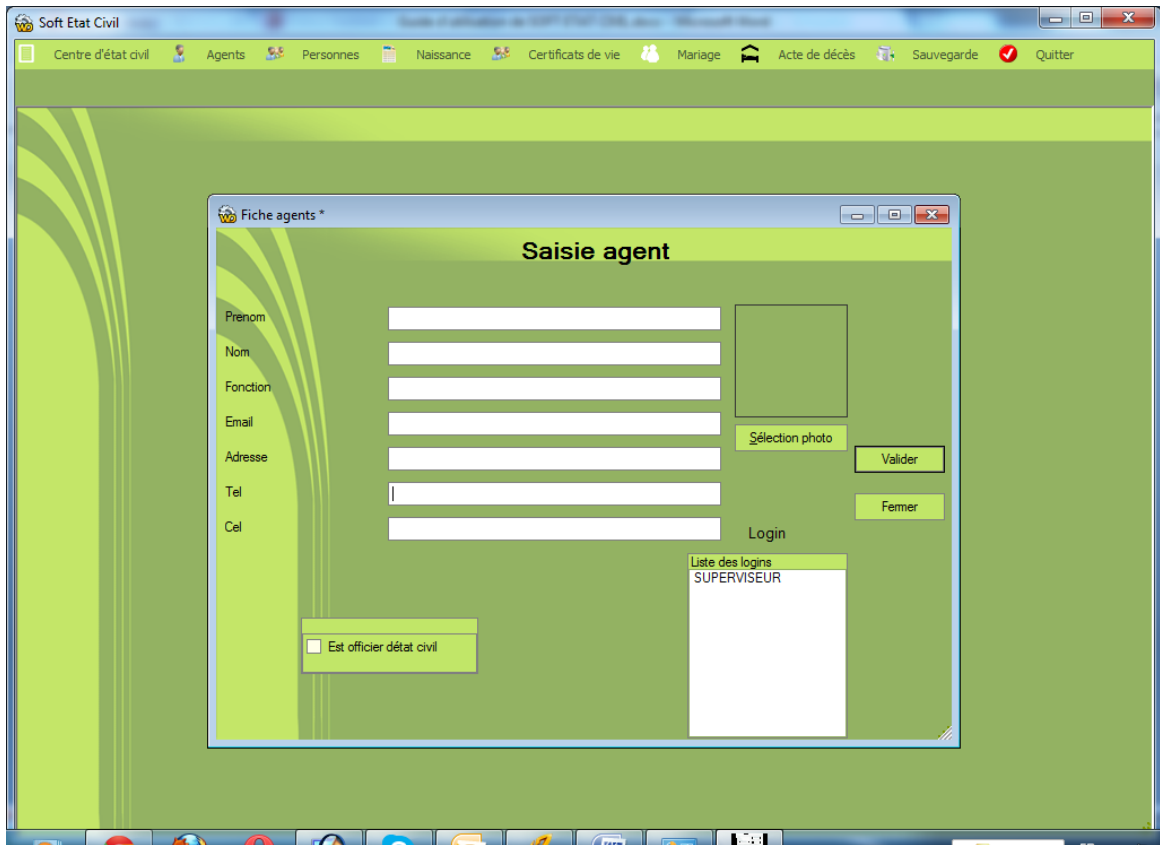 Soft Etat Civil
Centre d'état civil Agents Personnes Naissance Certificats de vie Mariage Acte de décès Sauvegarde Quitter
Fiche agents *
Saisie agent
Prenom
Nom
Fonction
Email
Adresse
Tel
Cel
Sélection photo
Valider
Fermer
Login
Liste des logins
SUPERVISEUR
Est officier détat civil